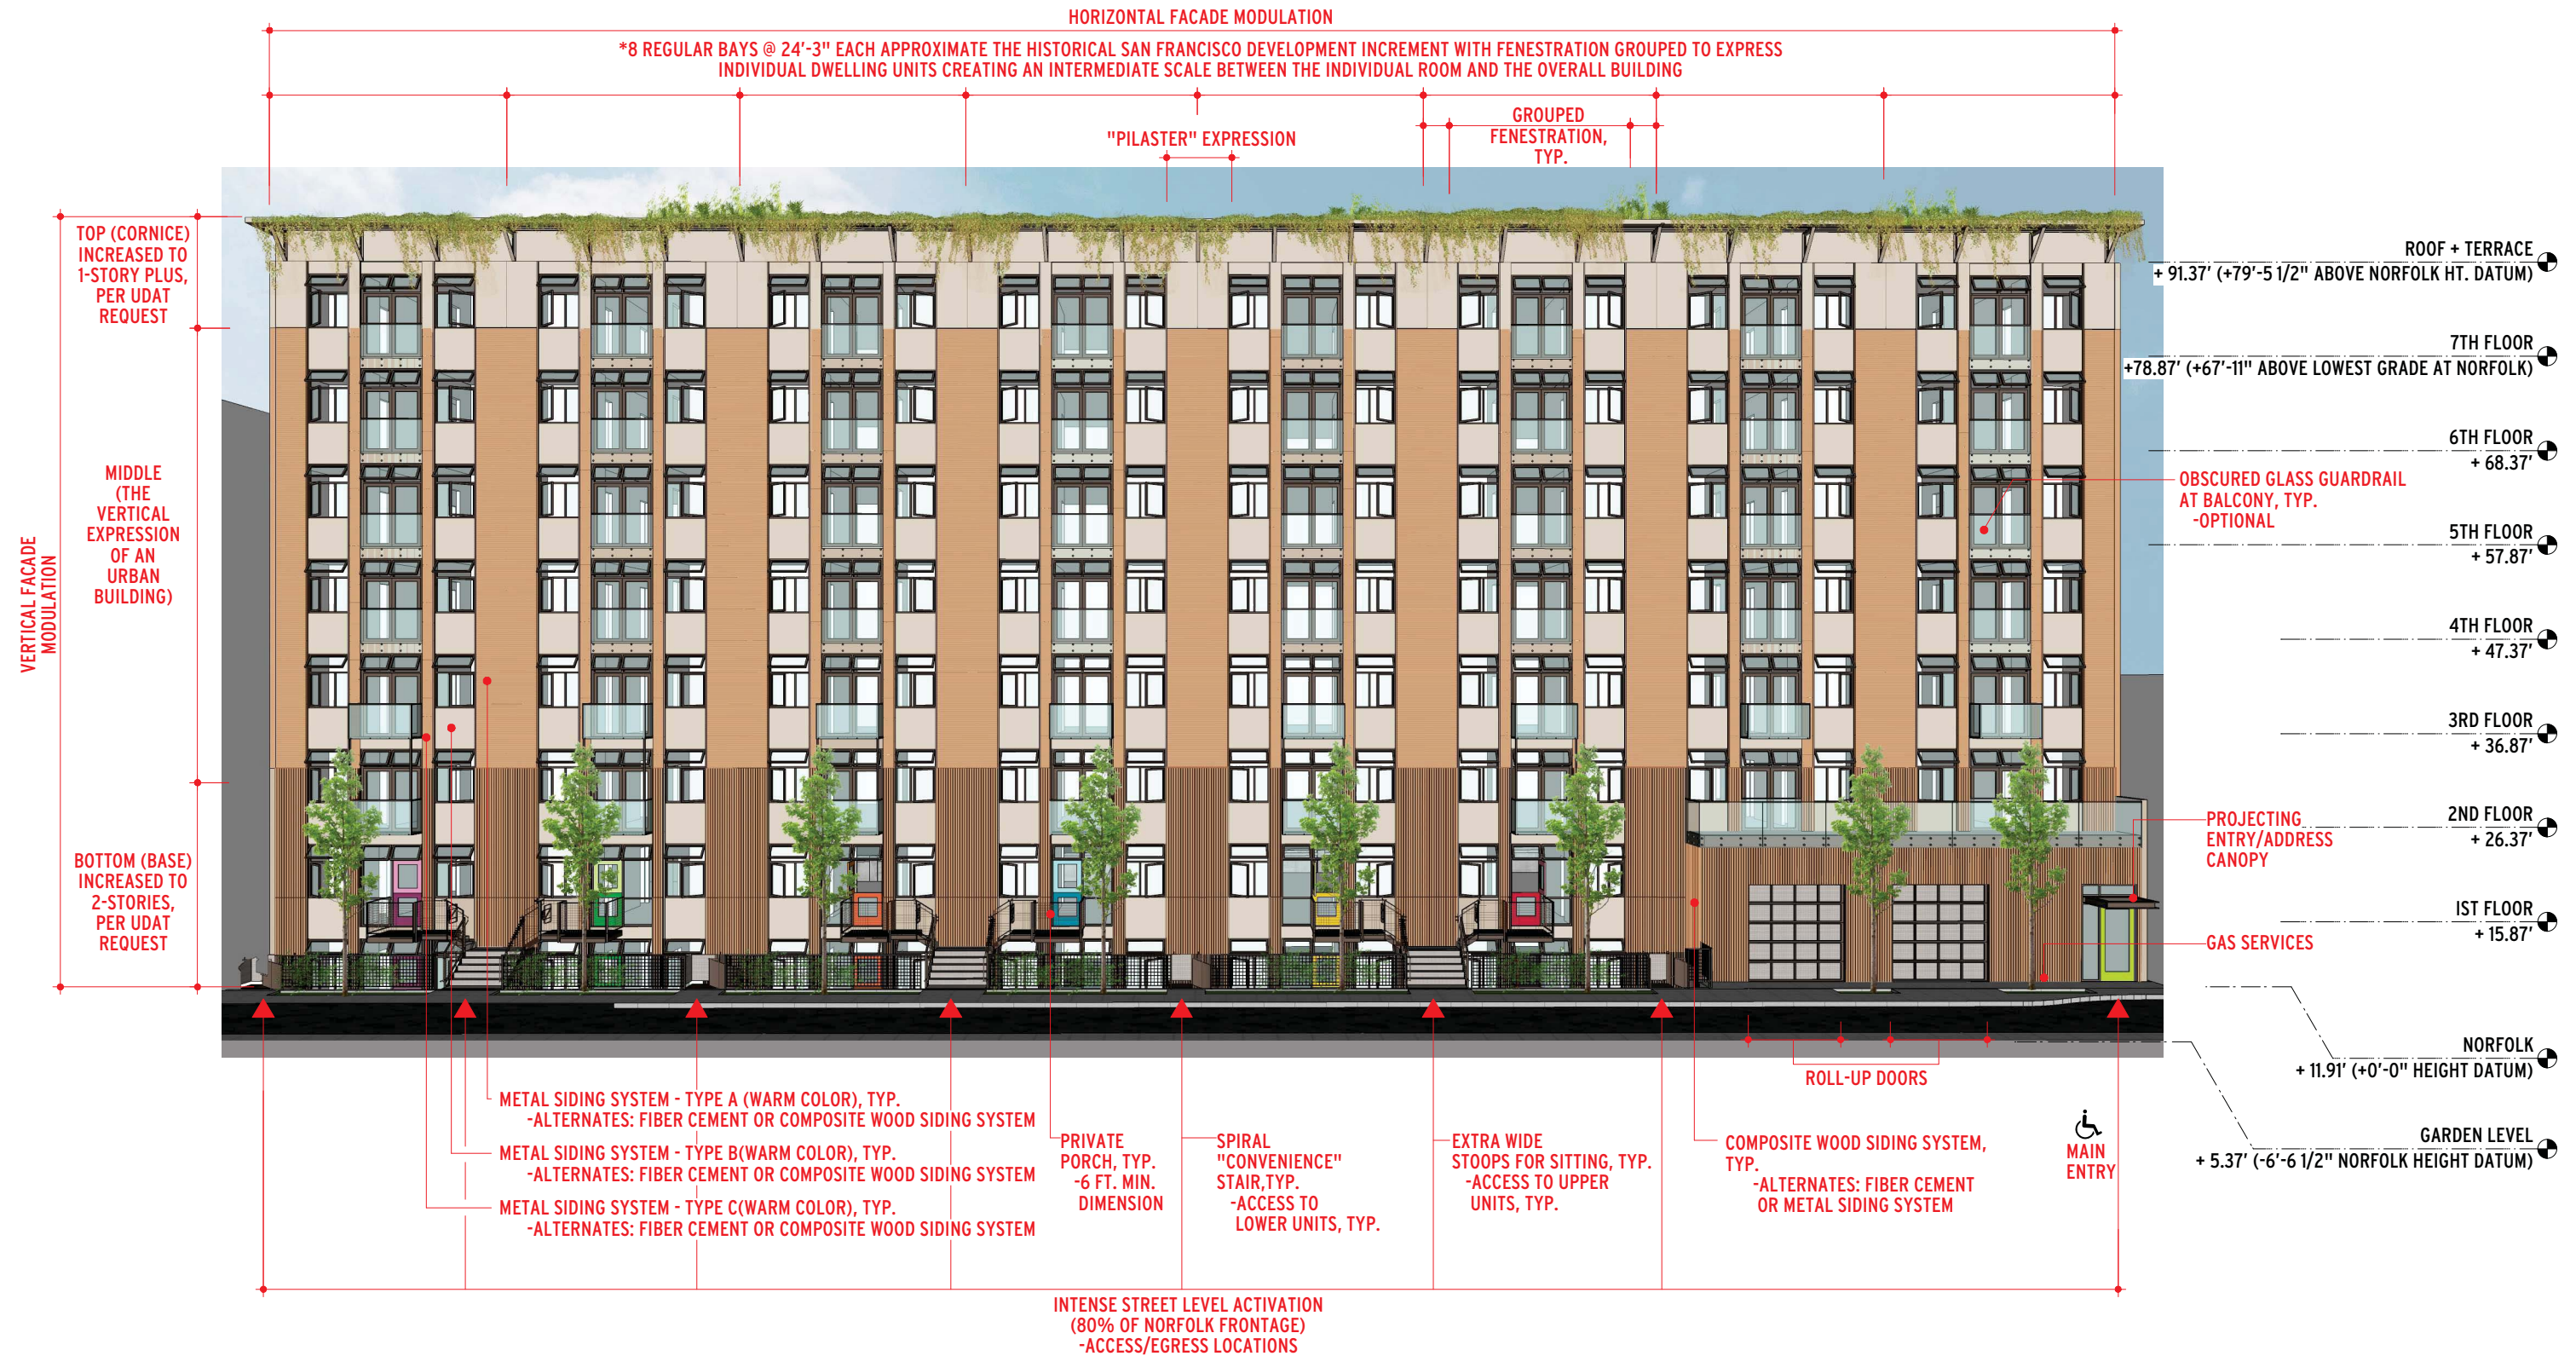 HORIZONTAL FACADE MODULATION
*8 REGULAR BAYS @ 24'-3" EACH APPROXIMATE THE HISTORICAL SAN FRANCISCO DEVELOPMENT INCREMENT WITH FENESTRATION GROUPED TO EXPRESS
INDIVIDUAL DWELLING UNITS CREATING AN INTERMEDIATE SCALE BETWEEN THE INDIVIDUAL ROOM AND THE OVERALL BUILDING
"PILASTER" EXPRESSION
GROUPED
FENESTRATION,
TYP.
VERTICAL FACADE
MODULATION
TOP (CORNICE)
INCREASED TO
1-STORY PLUS,
PER UDAT
REQUEST
MIDDLE
(THE
VERTICAL
EXPRESSION
OF AN
URBAN
BUILDING)
BOTTOM (BASE)
INCREASED TO
2-STORIES,
PER UDAT
REQUEST
ROOF + TERRACE
+ 91.37' (+79'-5 1/2" ABOVE NORFOLK HT. DATUM)
7TH FLOOR
+78.87' (+67'-11" ABOVE LOWEST GRADE AT NORFOLK)
6TH FLOOR
+ 68.37'
OBSCURED GLASS GUARDRAIL
AT BALCONY, TYP.
-OPTIONAL
5TH FLOOR
+ 57.87'
4TH FLOOR
+ 47.37'
3RD FLOOR
+ 36.87'
2ND FLOOR
+ 26.37'
PROJECTING
ENTRY/ADDRESS
CANOPY
1ST FLOOR
+ 15.87'
GAS SERVICES
NORFOLK
+ 11.91' (+0'-0" HEIGHT DATUM)
GARDEN LEVEL
+ 5.37' (-6'-6 1/2" NORFOLK HEIGHT DATUM)
METAL SIDING SYSTEM - TYPE A (WARM COLOR), TYP.
-ALTERNATES: FIBER CEMENT OR COMPOSITE WOOD SIDING SYSTEM
METAL SIDING SYSTEM - TYPE B(WARM COLOR), TYP.
-ALTERNATES: FIBER CEMENT OR COMPOSITE WOOD SIDING SYSTEM
METAL SIDING SYSTEM - TYPE C(WARM COLOR), TYP.
-ALTERNATES: FIBER CEMENT OR COMPOSITE WOOD SIDING SYSTEM
PRIVATE
PORCH, TYP.
-6 FT. MIN.
DIMENSION
SPIRAL
"CONVENIENCE"
STAIR,TYP.
-ACCESS TO
LOWER UNITS, TYP.
EXTRA WIDE
STOOPS FOR SITTING, TYP.
-ACCESS TO UPPER
UNITS, TYP.
COMPOSITE WOOD SIDING SYSTEM,
TYP.
-ALTERNATES: FIBER CEMENT
OR METAL SIDING SYSTEM
ROLL-UP DOORS
MAIN
ENTRY
INTENSE STREET LEVEL ACTIVATION
(80% OF NORFOLK FRONTAGE)
-ACCESS/EGRESS LOCATIONS